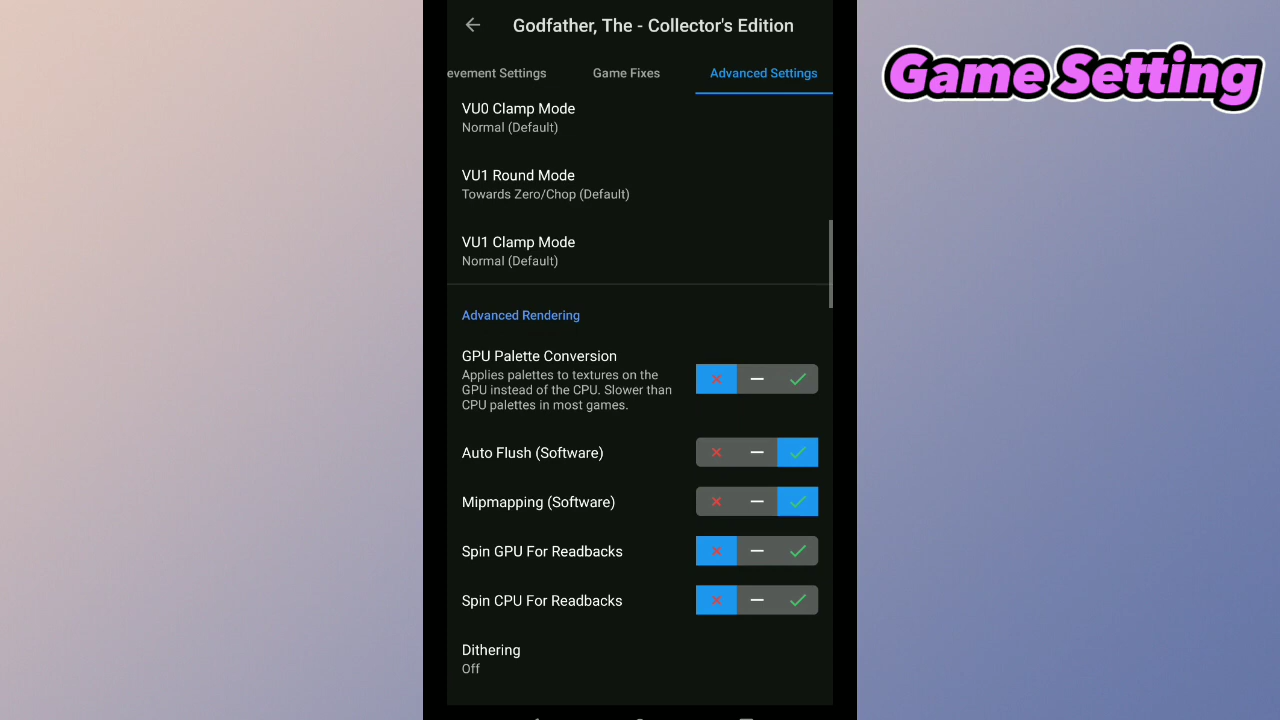 Godfather, The - Collector's Edition
Game Setting
evement Settings
Game Fixes
Advanced Settings
VU0 Clamp Mode
Normal (Default)
VU1 Round Mode
Towards Zero/Chop (Default)
VU1 Clamp Mode
Normal (Default)
Advanced Rendering
GPU Palette Conversion
Applies palettes to textures on the
GPU instead of the CPU. Slower than
CPU palettes in most games.
Auto Flush (Software)
Mipmapping (Software)
Spin GPU For Readbacks
Spin CPU For Readbacks
Dithering
Off